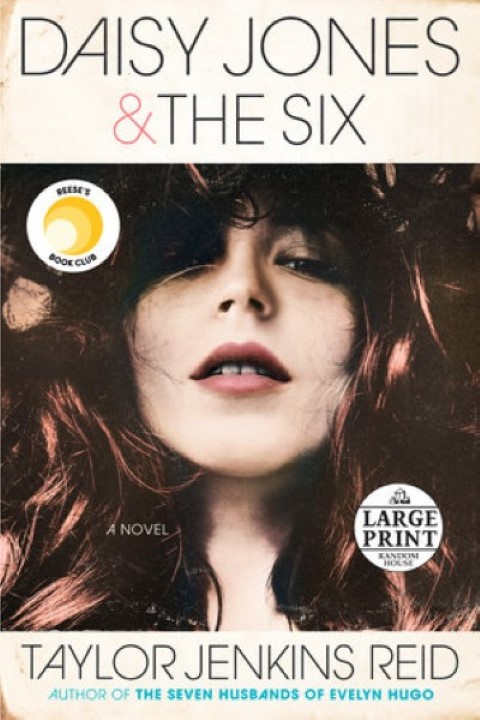 DAISY JONES
&THE SIX
REESE'S
BOOK CLUB
A NOVEL
LARGE
PRINT
RANDOM
HOUSE
TAYLOR JENKINS REID
AUTHOR OF THE SEVEN HUSBANDS OF EVELYN HUGO